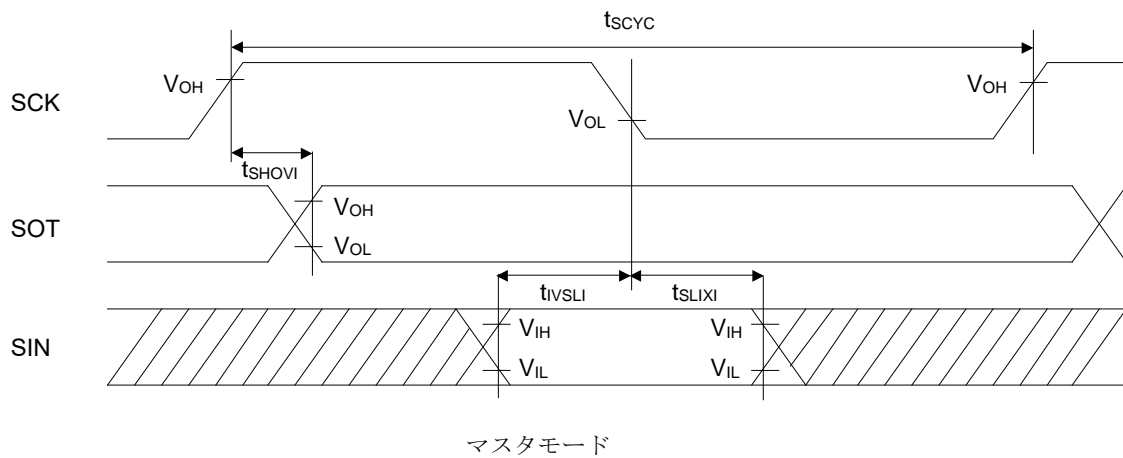 tSCYC
SCK
VOH
VOL
VOH
tSHOVI
SOT
VOH
VOL
tIVSLI
tSLIXI
SIN
VIH
VIH
VIL
VIL
マスタモード